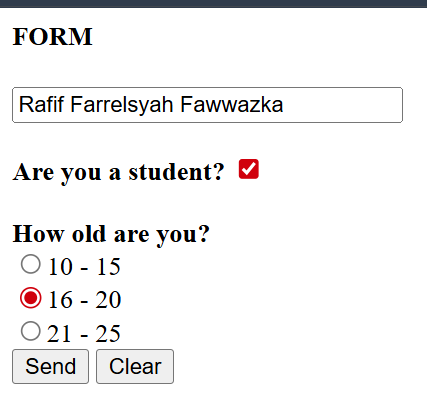 FORM
Rafif Farrelsyah Fawwazka
Are you a student?
How old are you?
10 - 15
16 - 20
21 - 25
Send Clear